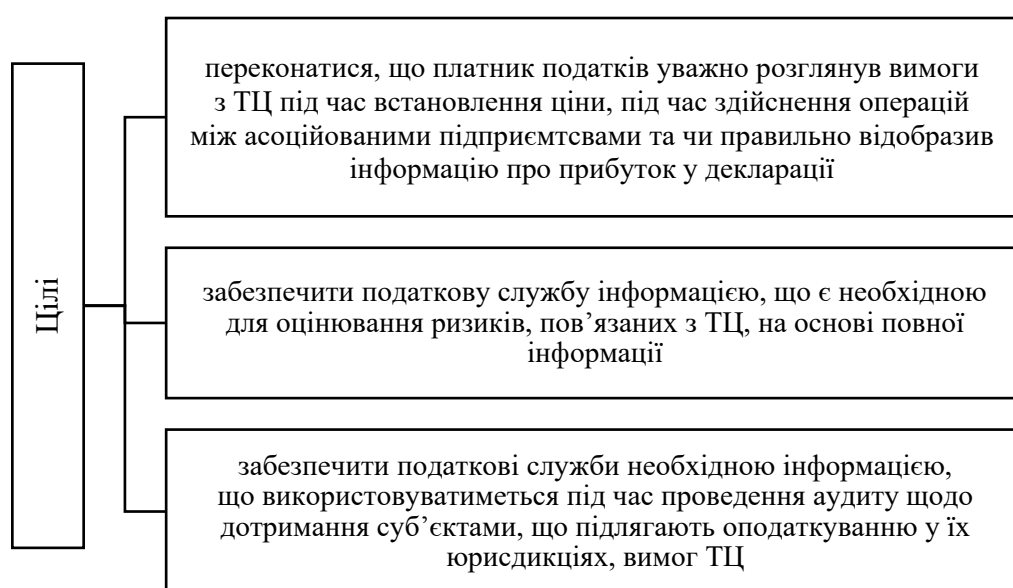 Цілі
переконатися, що платник податків уважно розглянув вимоги
з ТЦ під час встановлення ціни, під час здійснення операцій
між асоційованими підприємтсвами та чи правильно відобразив
інформацію про прибуток у декларації
забезпечити податкову службу інформацією, що є необхідною
для оцінювання ризиків, пов’язаних з ТЦ, на основі повної
інформації
забезпечити податкові служби необхідною інформацією,
що використовуватиметься під час проведення аудиту щодо
дотримання суб’єктами, що підлягають оподаткуванню у їх
юрисдикціях, вимог ТЦ